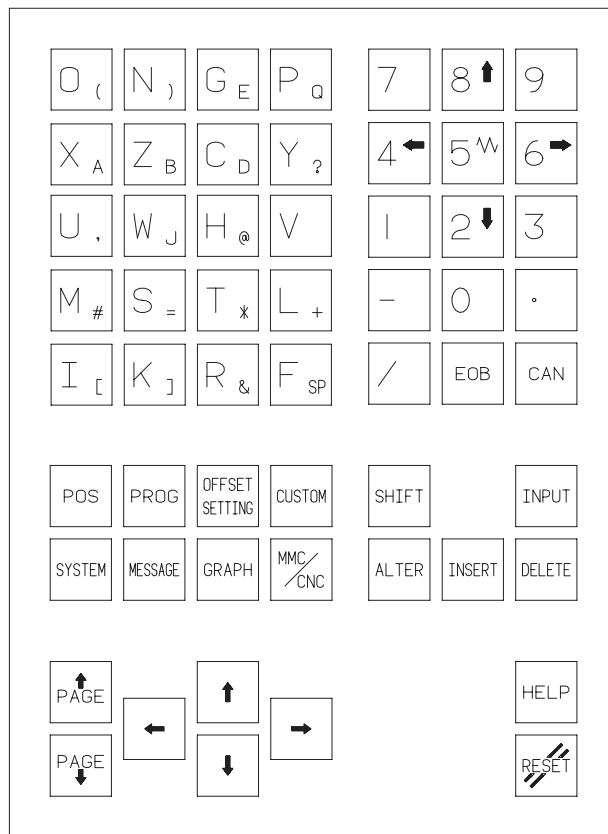 O ( N ) G E P Q 7 8 ⬆ 9
X A Z B C D Y ? 4 ⬅ 5 6 ➡
U , W J H @ V 1 2 ⬇ 3
M # S = T * L + - 0 .
I [ K ] R & F SP / EOB CAN
POS PROG OFFSET SETTING CUSTOM SHIFT INPUT
SYSTEM MESSAGE GRAPH MMC/CNC ALTER INSERT DELETE
⬆ PAGE ⬆ HELP
⬅ ➡
PAGE ⬇ ⬇ RESET